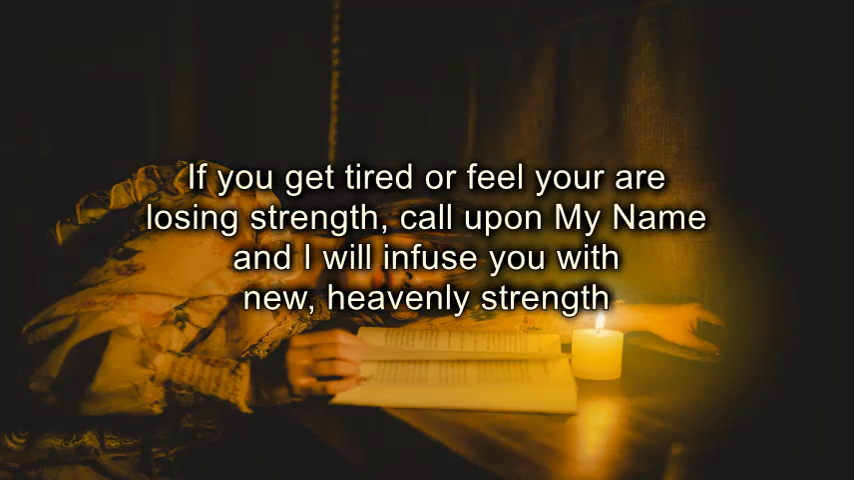 If you get tired or feel your are
losing strength, call upon My Name
and I will infuse you with
new, heavenly strength